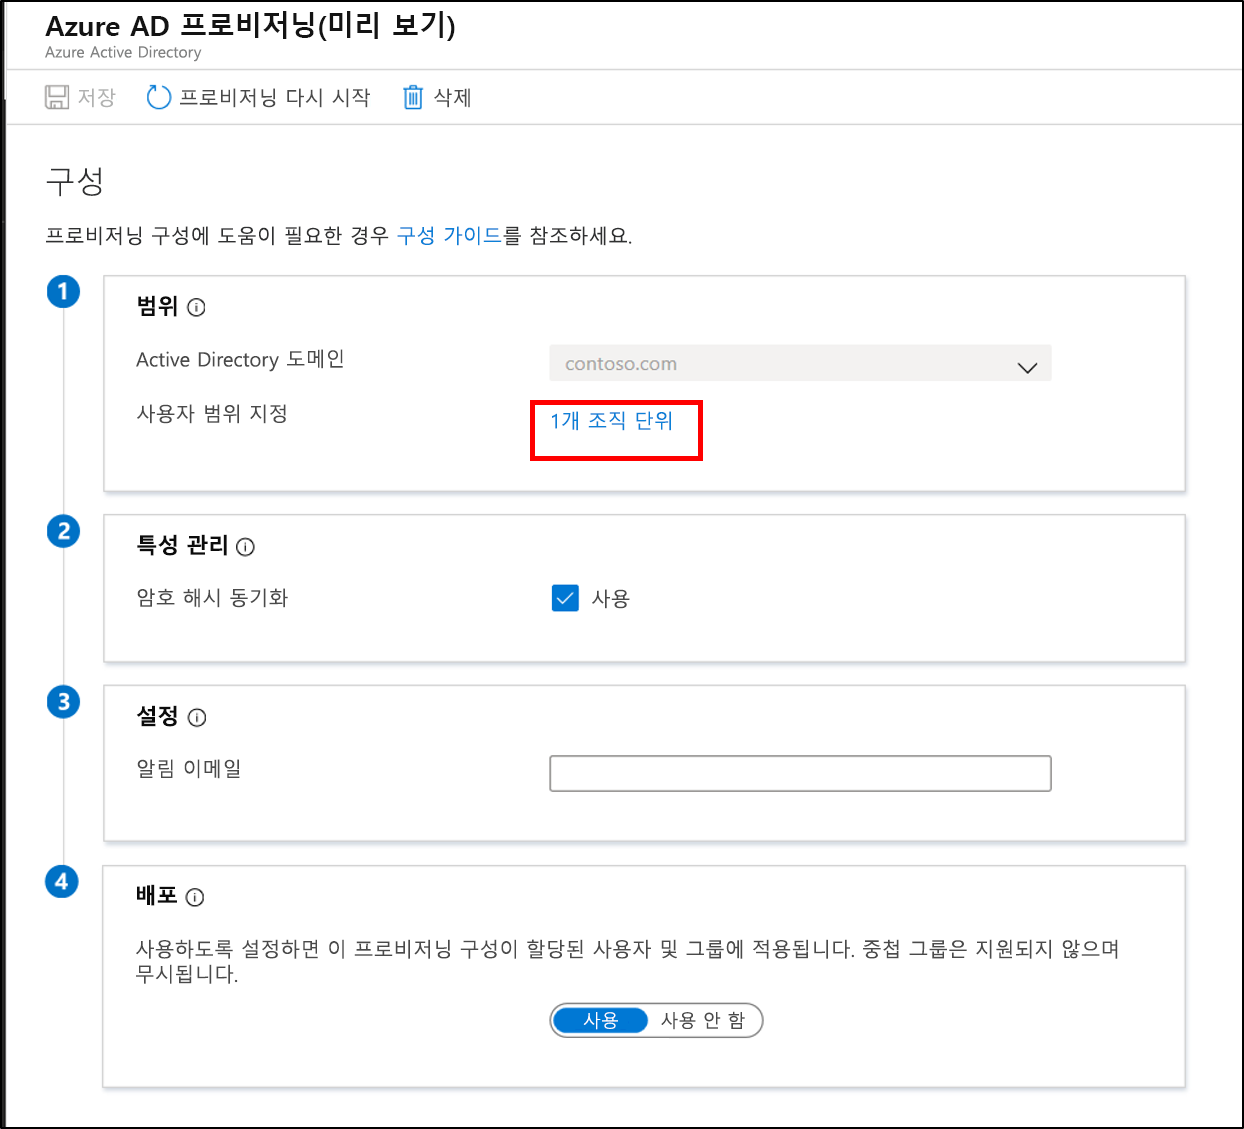 Azure AD 프로비저닝(미리 보기)
Azure Active Directory
저장 프로비저닝 다시 시작 삭제
구성
프로비저닝 구성에 도움이 필요한 경우 구성 가이드를 참조하세요.
1
범위
Active Directory 도메인 contoso.com
사용자 범위 지정 1개 조직 단위
2
특성 관리
암호 해시 동기화 사용
3
설정
알림 이메일
4
배포
사용하도록 설정하면 이 프로비저닝 구성이 할당된 사용자 및 그룹에 적용됩니다. 중첩 그룹은 지원되지 않으며
무시됩니다.
사용 사용 안 함